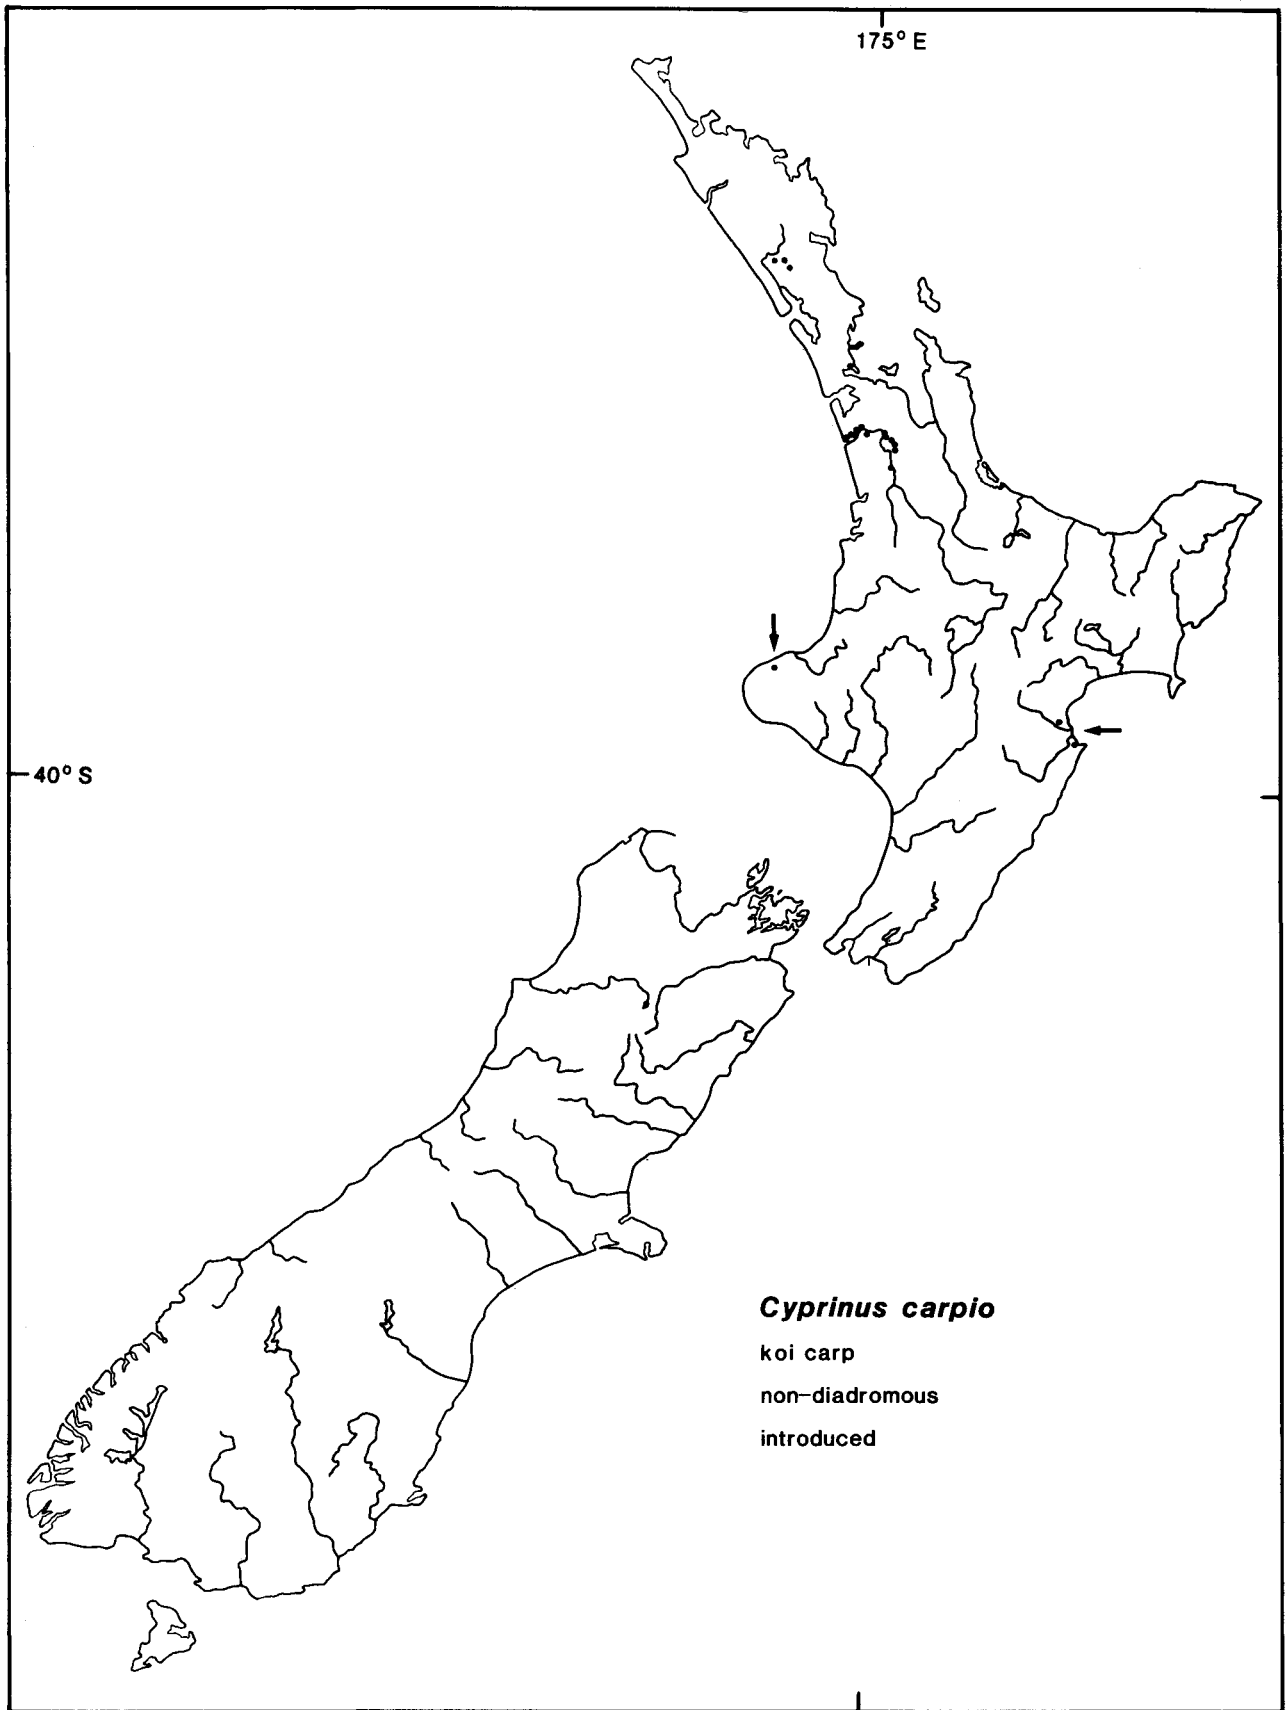 175° E
40° S
Cyprinus carpio
koi carp
non-diadromous
introduced